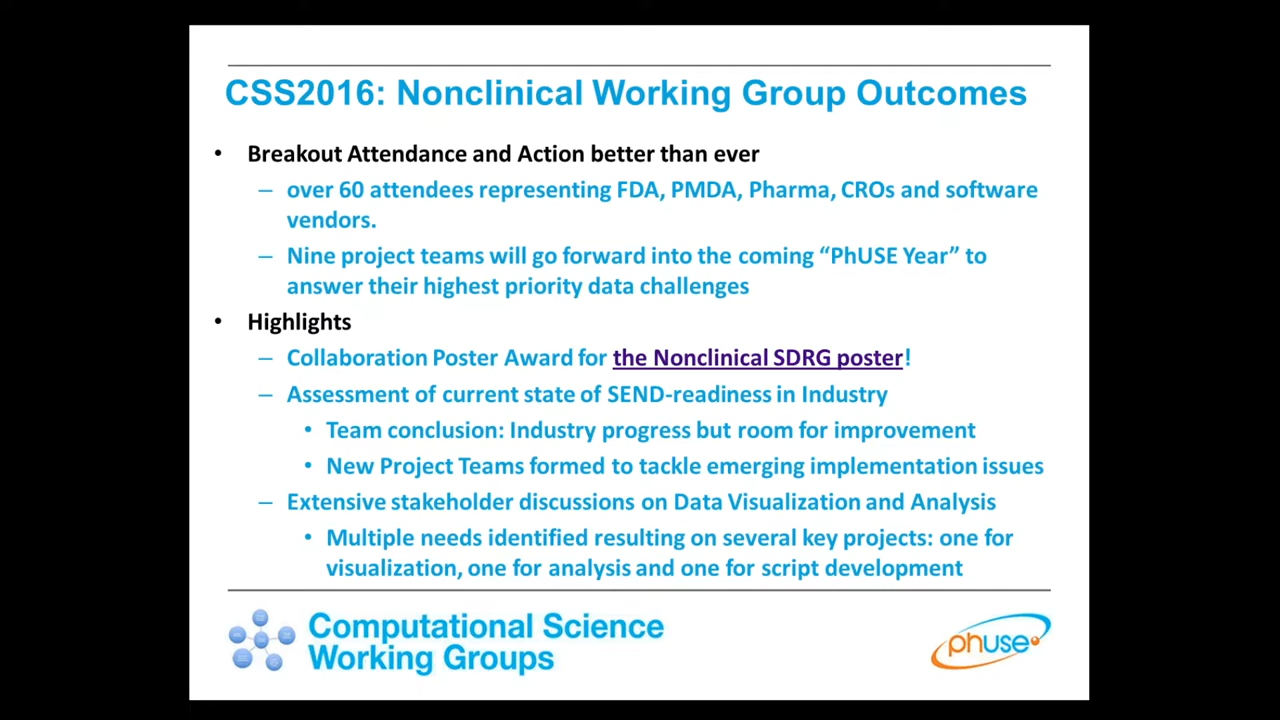 CSS2016: Nonclinical Working Group Outcomes
• Breakout Attendance and Action better than ever
– over 60 attendees representing FDA, PMDA, Pharma, CROs and software
vendors.
– Nine project teams will go forward into the coming “PhUSE Year” to
answer their highest priority data challenges
• Highlights
– Collaboration Poster Award for the Nonclinical SDRG poster!
– Assessment of current state of SEND-readiness in Industry
• Team conclusion: Industry progress but room for improvement
• New Project Teams formed to tackle emerging implementation issues
– Extensive stakeholder discussions on Data Visualization and Analysis
• Multiple needs identified resulting on several key projects: one for
visualization, one for analysis and one for script development
Computational Science
Working Groups
phuse